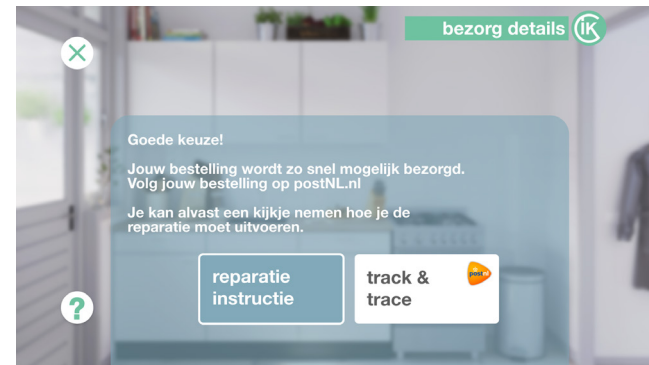 bezorg details
iK
Goede keuze!
Jouw bestelling wordt zo snel mogelijk bezorgd.
Volg jouw bestelling op postNL.nl
Je kan alvast een kijkje nemen hoe je de
reparatie moet uitvoeren.
reparatie
instructie
track &
trace
postnl
?